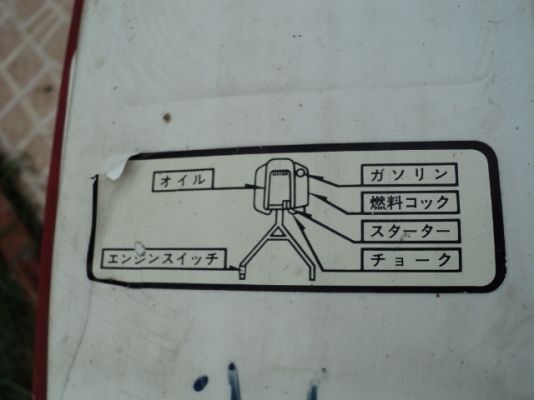 オイル
ガソリン
燃料コック
スターター
エンジンスイッチ
チョーク